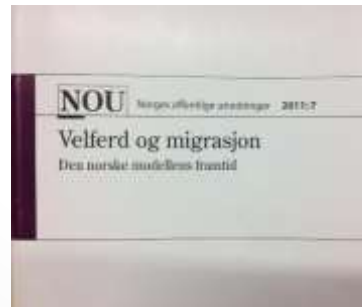 NOU Norges offentlige utredninger 2011:7
Velferd og migrasjon
Den norske modellens framtid